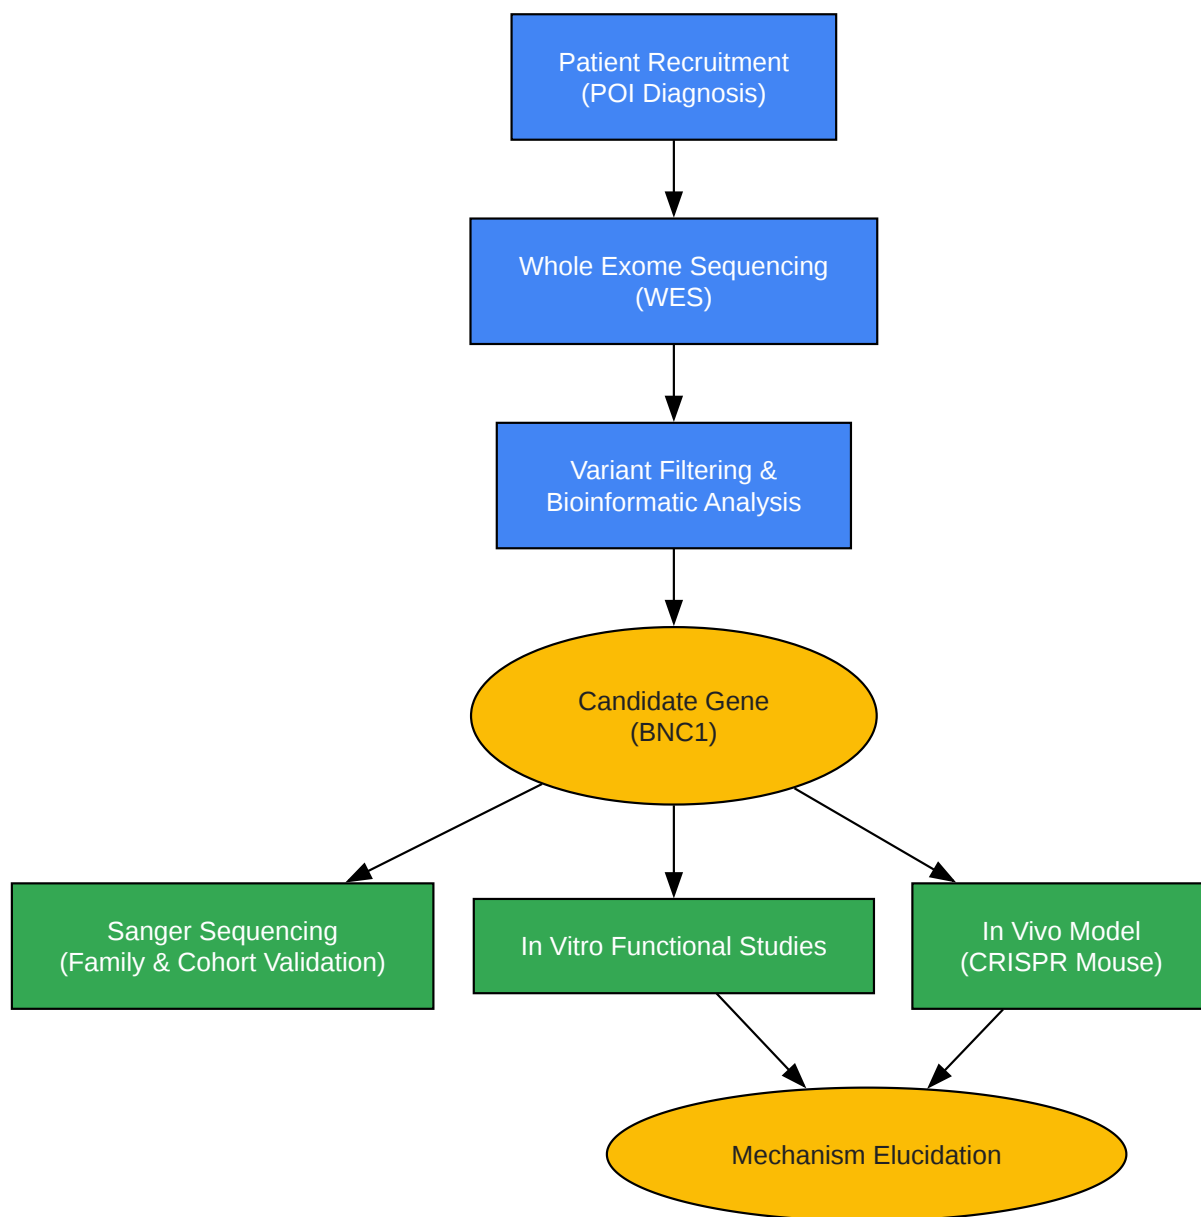 Patient Recruitment
(POI Diagnosis)
Whole Exome Sequencing
(WES)
Variant Filtering &
Bioinformatic Analysis
Candidate Gene
(BNC1)
Sanger Sequencing
(Family & Cohort Validation)
In Vitro Functional Studies
In Vivo Model
(CRISPR Mouse)
Mechanism Elucidation